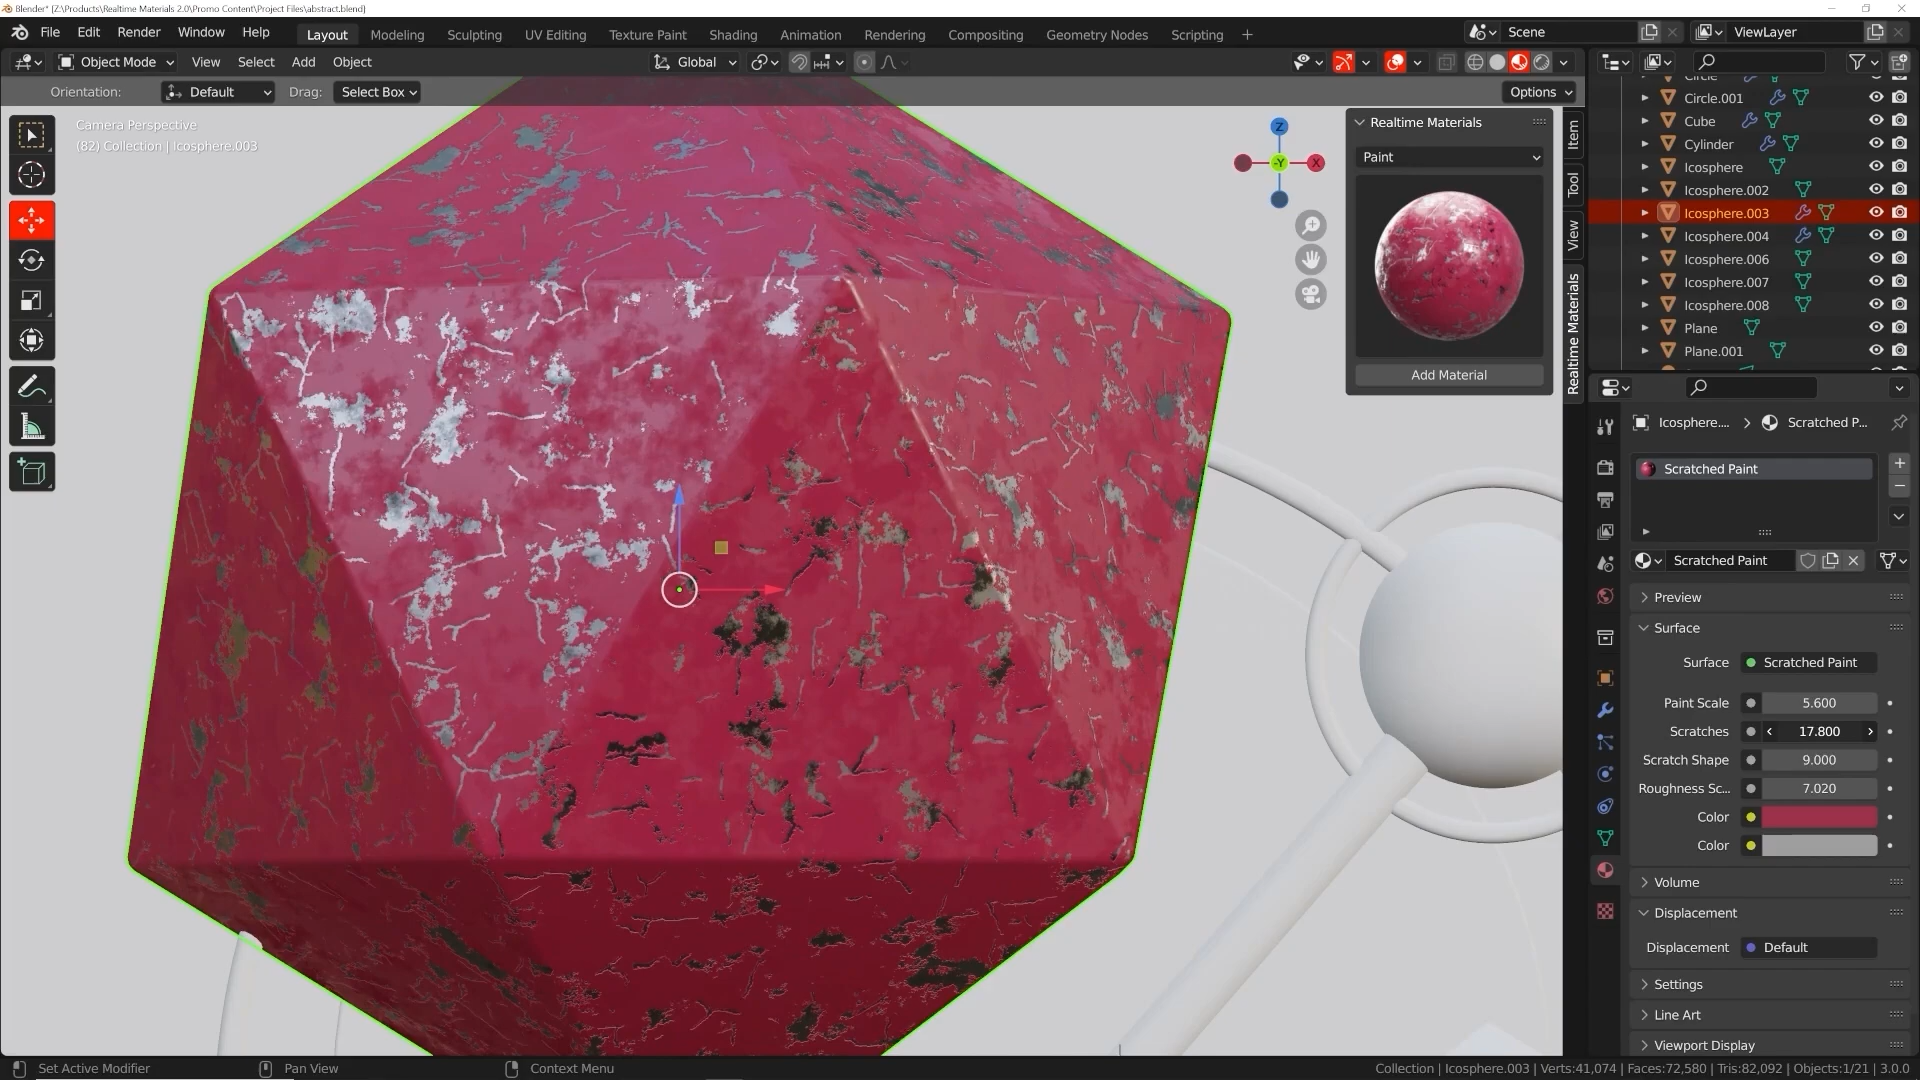 Blender* [Z:\Products\Realtime Materials 2.0\Promo Content\Project Files\abstract.blend]
File Edit Render Window Help Layout Modeling Sculpting UV Editing Texture Paint Shading Animation Rendering Compositing Geometry Nodes Scripting + Scene ViewLayer
Object Mode View Select Add Object Global
Orientation: Default Drag: Select Box Options
Camera Perspective
(82) Collection | Icosphere.003
Z
-Y
X
Realtime Materials
Paint
Add Material
Item
Tool
View
Realtime Materials
Circle
Circle.001
Cube
Cylinder
Icosphere
Icosphere.002
Icosphere.003
Icosphere.004
Icosphere.006
Icosphere.007
Icosphere.008
Plane
Plane.001
Icosphere.... > Scratched P...
Scratched Paint
Scratched Paint
Preview
Surface
Surface Scratched Paint
Paint Scale 5.600
Scratches 17.800
Scratch Shape 9.000
Roughness Sc... 7.020
Color
Color
Volume
Displacement
Displacement Default
Settings
Line Art
Viewport Display
Set Active Modifier Pan View Context Menu Collection | Icosphere.003 | Verts:41,074 | Faces:72,580 | Tris:82,092 | Objects:1/21 | 3.0.0